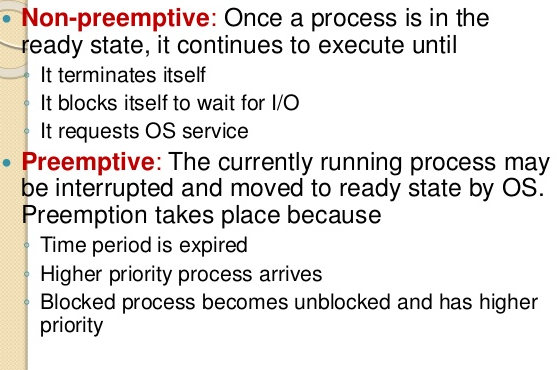 Non-preemptive: Once a process is in the
ready state, it continues to execute until
It terminates itself
It blocks itself to wait for I/O
It requests OS service
Preemptive: The currently running process may
be interrupted and moved to ready state by OS.
Preemption takes place because
Time period is expired
Higher priority process arrives
Blocked process becomes unblocked and has higher
priority